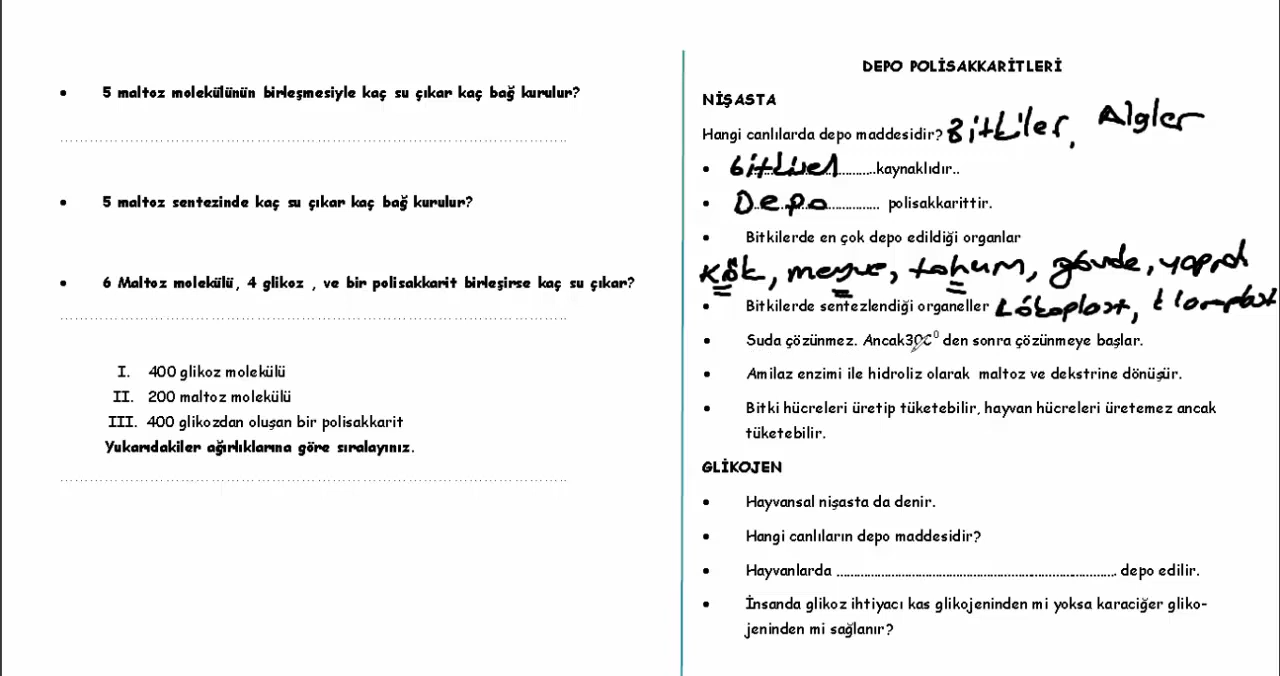 • 5 maltoz molekülünün birleşmesiyle kaç su çıkar kaç bağ kurulur?
• 5 maltoz sentezinde kaç su çıkar kaç bağ kurulur?
• 6 Maltoz molekülü, 4 glikoz , ve bir polisakkarit birleşirse kaç su çıkar?
I. 400 glikoz molekülü
II. 200 maltoz molekülü
III. 400 glikozdan oluşan bir polisakkarit
Yukarıdakiler ağırlıklarına göre sıralayınız.
DEPO POLİSAKKARİTLERİ
NİŞASTA
Hangi canlılarda depo maddesidir? Bitkiler, Algler
• bitkisel kaynaklıdır..
• Depo polisakkarittir.
• Bitkilerde en çok depo edildiği organlar
kök, meyve, tohum, gövde, yaprak
• Bitkilerde sentezlendiği organeller Lökoplast, kloroplast
• Suda çözünmez. Ancak30C⁰ den sonra çözünmeye başlar.
• Amilaz enzimi ile hidroliz olarak maltoz ve dekstrine dönüşür.
• Bitki hücreleri üretip tüketebilir, hayvan hücreleri üretemez ancak
tüketebilir.
GLİKOJEN
• Hayvansal nişasta da denir.
• Hangi canlıların depo maddesidir?
• Hayvanlarda ........................ depo edilir.
• İnsanda glikoz ihtiyacı kas glikojeninden mi yoksa karaciğer gliko-
jeninden mi sağlanır?